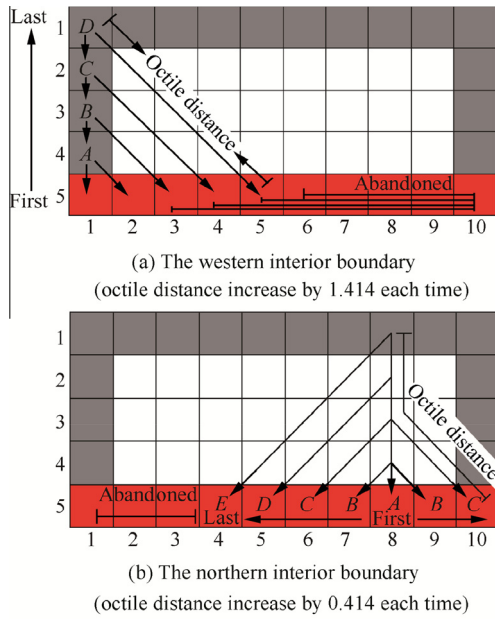 Last
1
D
Octile distance
2
C
3
B
4
A
Abandoned
First
5
1 2 3 4 5 6 7 8 9 10
(a) The western interior boundary
(octile distance increase by 1.414 each time)
1
2
3
Octile distance
4
Abandoned
E D C B A B C
5
Last First
1 2 3 4 5 6 7 8 9 10
(b) The northern interior boundary
(octile distance increase by 0.414 each time)